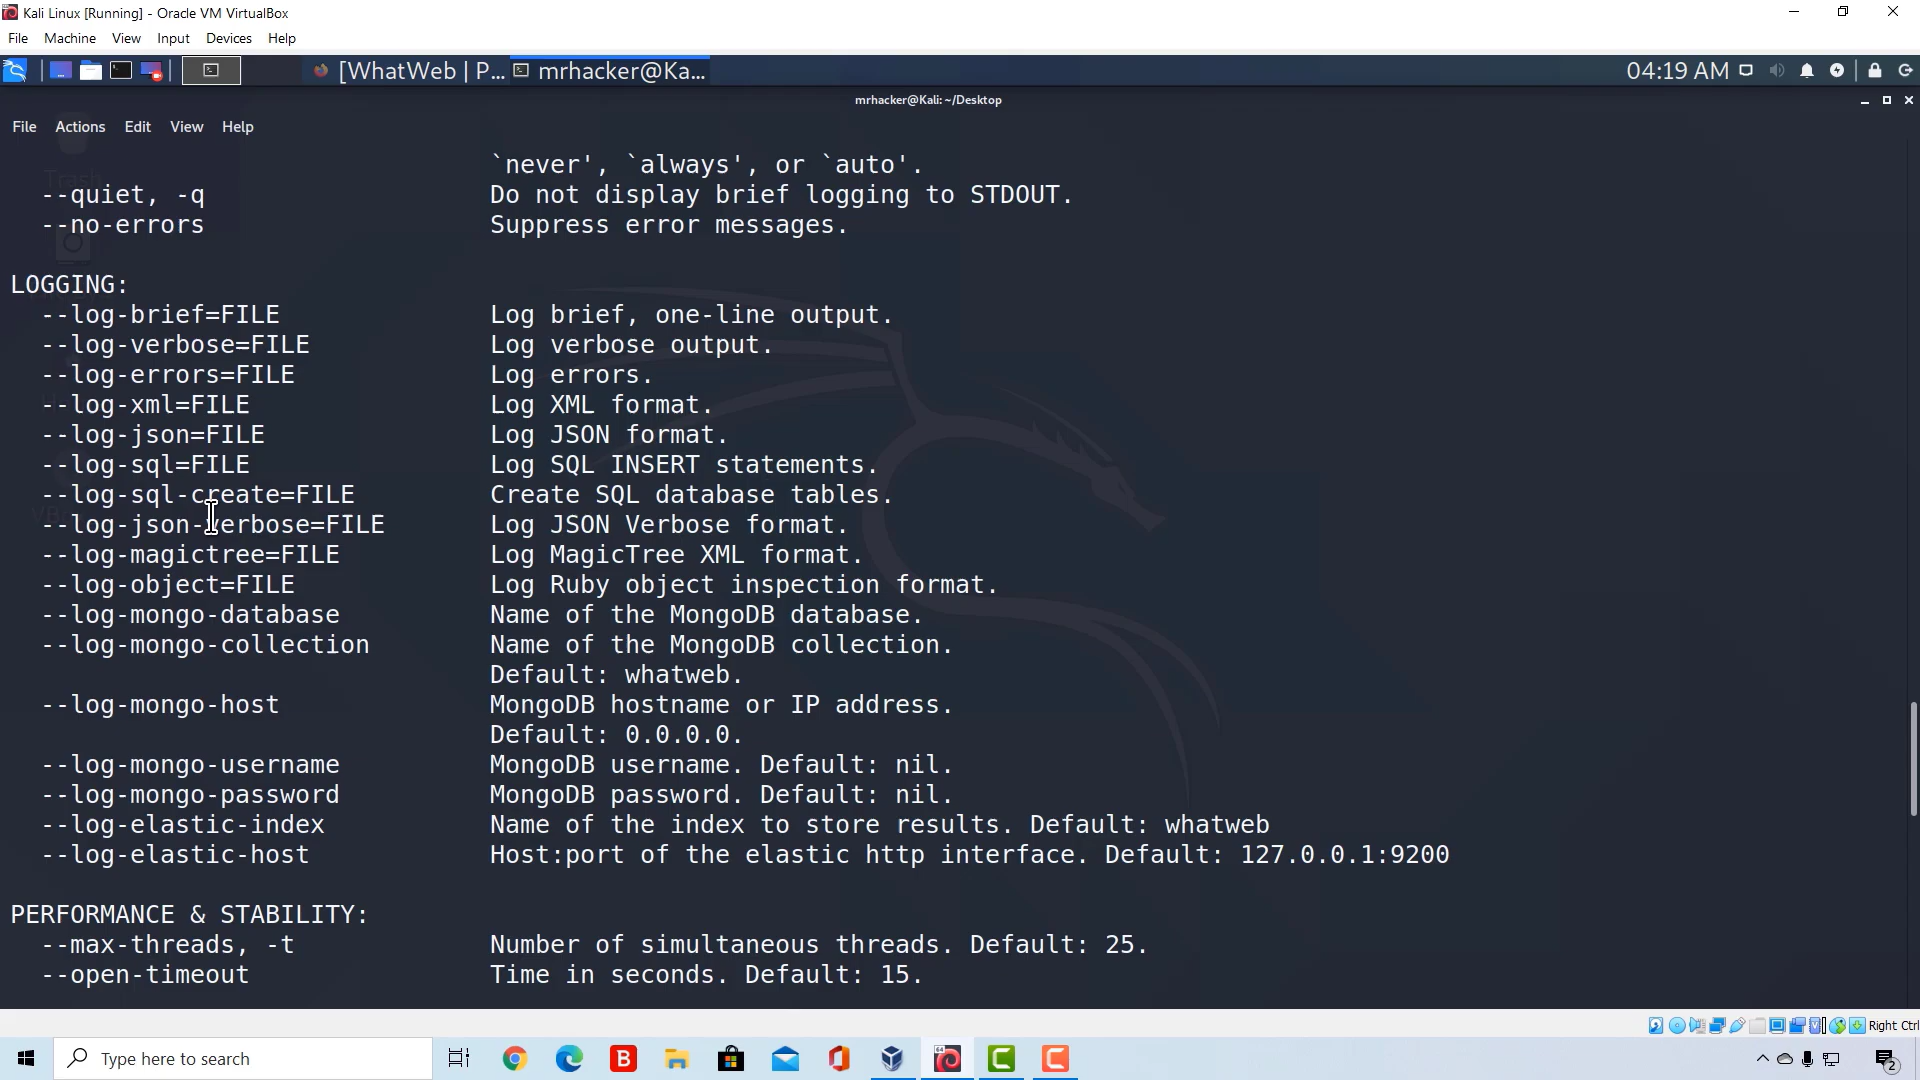 Kali Linux [Running] - Oracle VM VirtualBox
File Machine View Input Devices Help
[WhatWeb | P... mrhacker@Ka... 04:19 AM
mrhacker@Kali: ~/Desktop
File Actions Edit View Help
`never', `always', or `auto'.
--quiet, -q Do not display brief logging to STDOUT.
--no-errors Suppress error messages.
LOGGING:
--log-brief=FILE Log brief, one-line output.
--log-verbose=FILE Log verbose output.
--log-errors=FILE Log errors.
--log-xml=FILE Log XML format.
--log-json=FILE Log JSON format.
--log-sql=FILE Log SQL INSERT statements.
--log-sql-create=FILE Create SQL database tables.
--log-json-verbose=FILE Log JSON Verbose format.
--log-magictree=FILE Log MagicTree XML format.
--log-object=FILE Log Ruby object inspection format.
--log-mongo-database Name of the MongoDB database.
--log-mongo-collection Name of the MongoDB collection.
Default: whatweb.
--log-mongo-host MongoDB hostname or IP address.
Default: 0.0.0.0.
--log-mongo-username MongoDB username. Default: nil.
--log-mongo-password MongoDB password. Default: nil.
--log-elastic-index Name of the index to store results. Default: whatweb
--log-elastic-host Host:port of the elastic http interface. Default: 127.0.0.1:9200
PERFORMANCE & STABILITY:
--max-threads, -t Number of simultaneous threads. Default: 25.
--open-timeout Time in seconds. Default: 15.
Right Ctrl
Type here to search
2